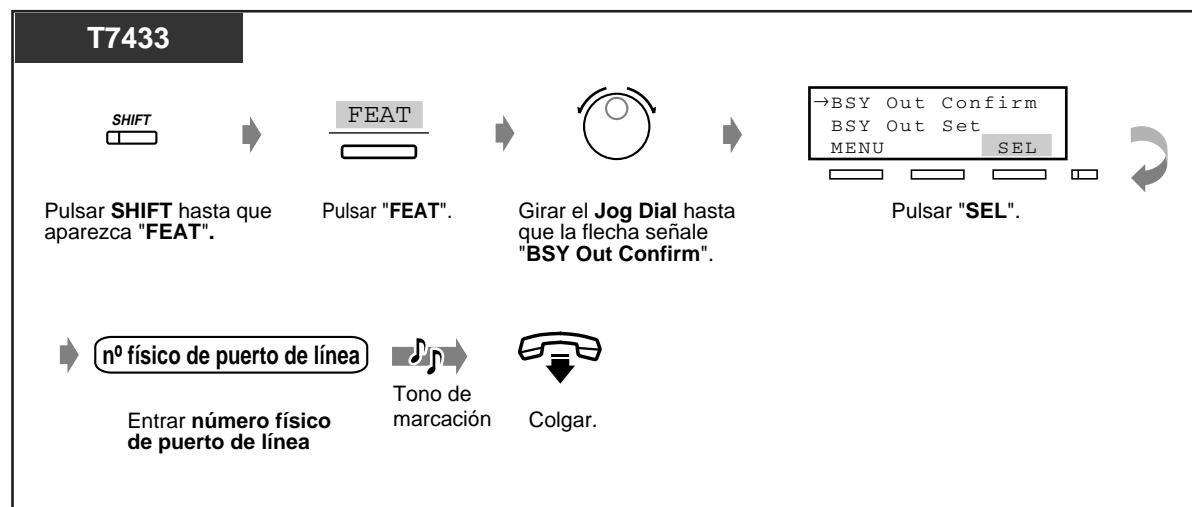 T7433
SHIFT
FEAT
→BSY Out Confirm
BSY Out Set
MENU SEL
Pulsar SHIFT hasta que
aparezca "FEAT".
Pulsar "FEAT".
Girar el Jog Dial hasta
que la flecha señale
"BSY Out Confirm".
Pulsar "SEL".
nº físico de puerto de línea
Entrar número físico
de puerto de línea
Tono de
marcación
Colgar.